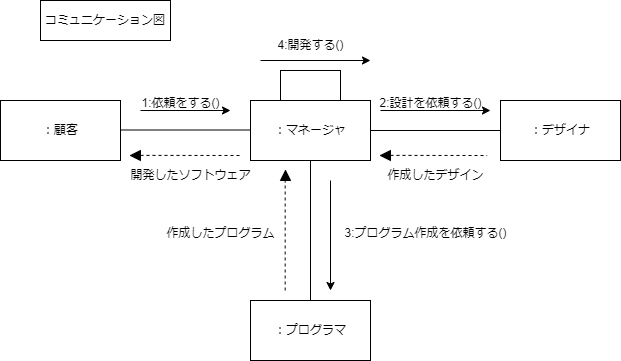 コミュニケーション図
4:開発する()
1:依頼をする()
2:設計を依頼する()
：顧客
：マネージャ
：デザイナ
開発したソフトウェア
作成したデザイン
作成したプログラム
3:プログラム作成を依頼する()
：プログラマ